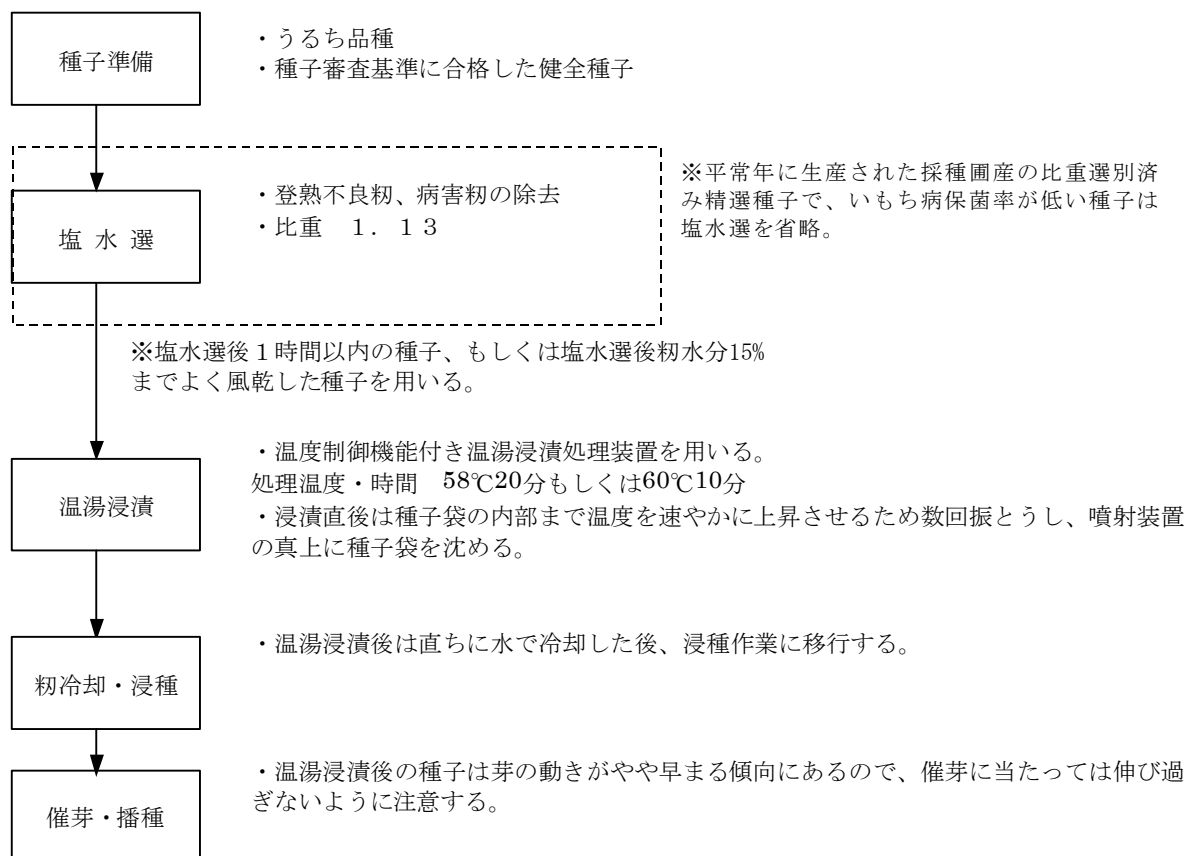 種子準備
・うるち品種
・種子審査基準に合格した健全種子
塩 水 選
・登熟不良籾、病害籾の除去
・比重　１．１３
※平常年に生産された採種圃産の比重選別済
み精選種子で、いもち病保菌率が低い種子は
塩水選を省略。
※塩水選後１時間以内の種子、もしくは塩水選後籾水分15%
までよく風乾した種子を用いる。
温湯浸漬
・温度制御機能付き温湯浸漬処理装置を用いる。
処理温度・時間　58℃20分もしくは60℃10分
・浸漬直後は種子袋の内部まで温度を速やかに上昇させるため数回振とうし、噴射装置
の真上に種子袋を沈める。
籾冷却・浸種
・温湯浸漬後は直ちに水で冷却した後、浸種作業に移行する。
催芽・播種
・温湯浸漬後の種子は芽の動きがやや早まる傾向にあるので、催芽に当たっては伸び過
ぎないように注意する。